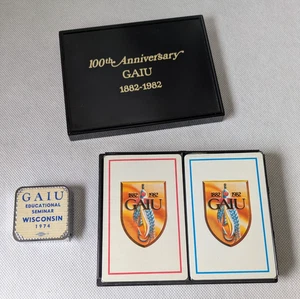 100th Anniversary
GAIU
1882-1982
GAIU
EDUCATIONAL
SEMINAR
WISCONSIN
1974
1882 1982
GAIU
1882 1982
GAIU